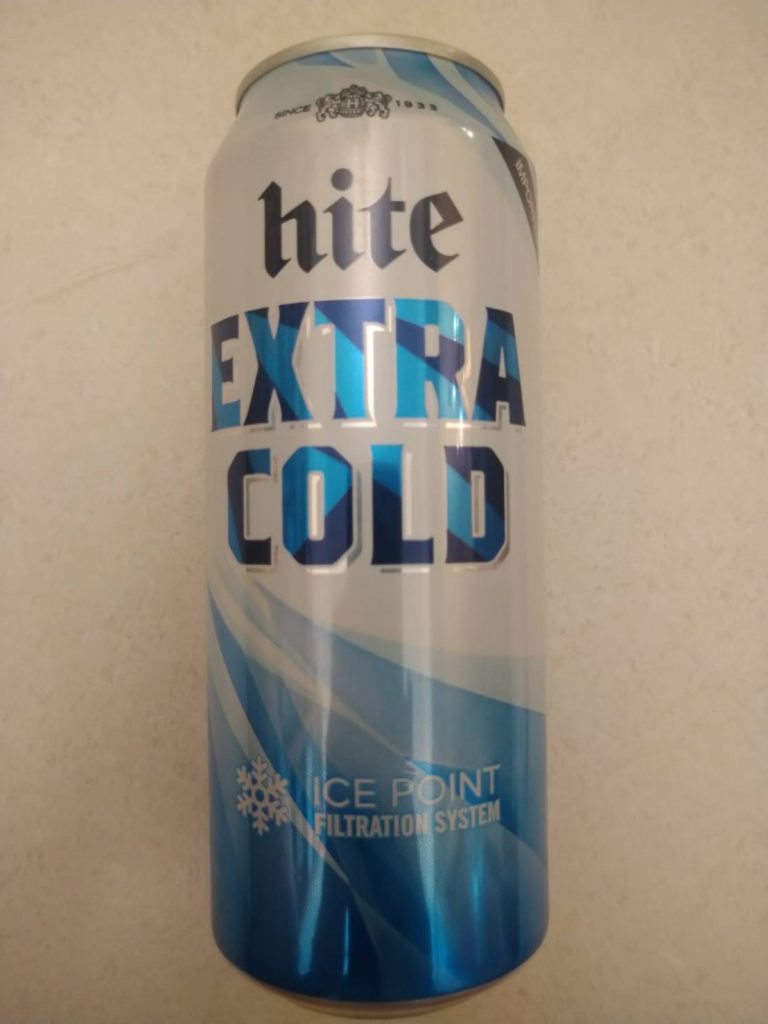 SINCE 1933
hite
EXTRA
COLD
ICE POINT
FILTRATION SYSTEM